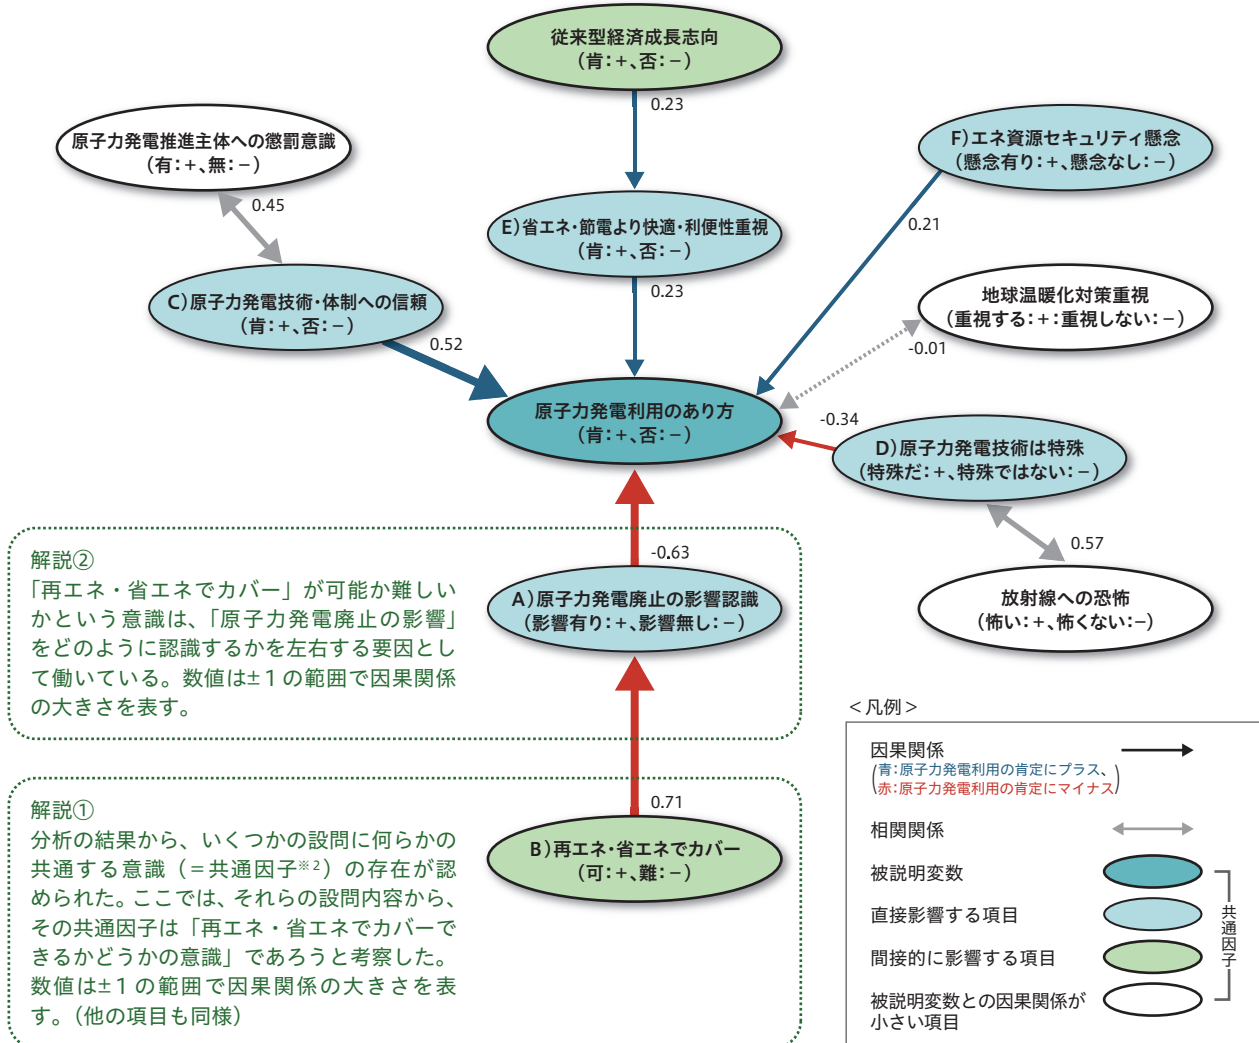 従来型経済成長志向
(肯:+、否:−)
0.23
原子力発電推進主体への懲罰意識
(有:+、無:−)
0.45
F)エネ資源セキュリティ懸念
(懸念有り:+、懸念なし:−)
0.21
E)省エネ・節電より快適・利便性重視
(肯:+、否:−)
0.23
C)原子力発電技術・体制への信頼
(肯:+、否:−)
0.52
地球温暖化対策重視
(重視する:+:重視しない:−)
-0.01
原子力発電利用のあり方
(肯:+、否:−)
-0.34
D)原子力発電技術は特殊
(特殊だ:+、特殊ではない:−)
0.57
放射線への恐怖
(怖い:+、怖くない:−)
解説②
「再エネ・省エネでカバー」が可能か難しい
かという意識は、「原子力発電廃止の影響」
をどのように認識するかを左右する要因とし
て働いている。数値は±1の範囲で因果関係
の大きさを表す。
-0.63
A)原子力発電廃止の影響認識
(影響有り:+、影響無し:−)
解説①
分析の結果から、いくつかの設問に何らかの
共通する意識(=共通因子※2)の存在が認
められた。ここでは、それらの設問内容から、
その共通因子は「再エネ・省エネでカバーで
きるかどうかの意識」であろうと考察した。
数値は±1の範囲で因果関係の大きさを表
す。(他の項目も同様)
0.71
B)再エネ・省エネでカバー
(可:+、難:−)
<凡例>
因果関係
(青:原子力発電利用の肯定にプラス、
赤:原子力発電利用の肯定にマイナス)
相関関係
被説明変数
直接影響する項目
間接的に影響する項目
被説明変数との因果関係が
小さい項目
共通因子